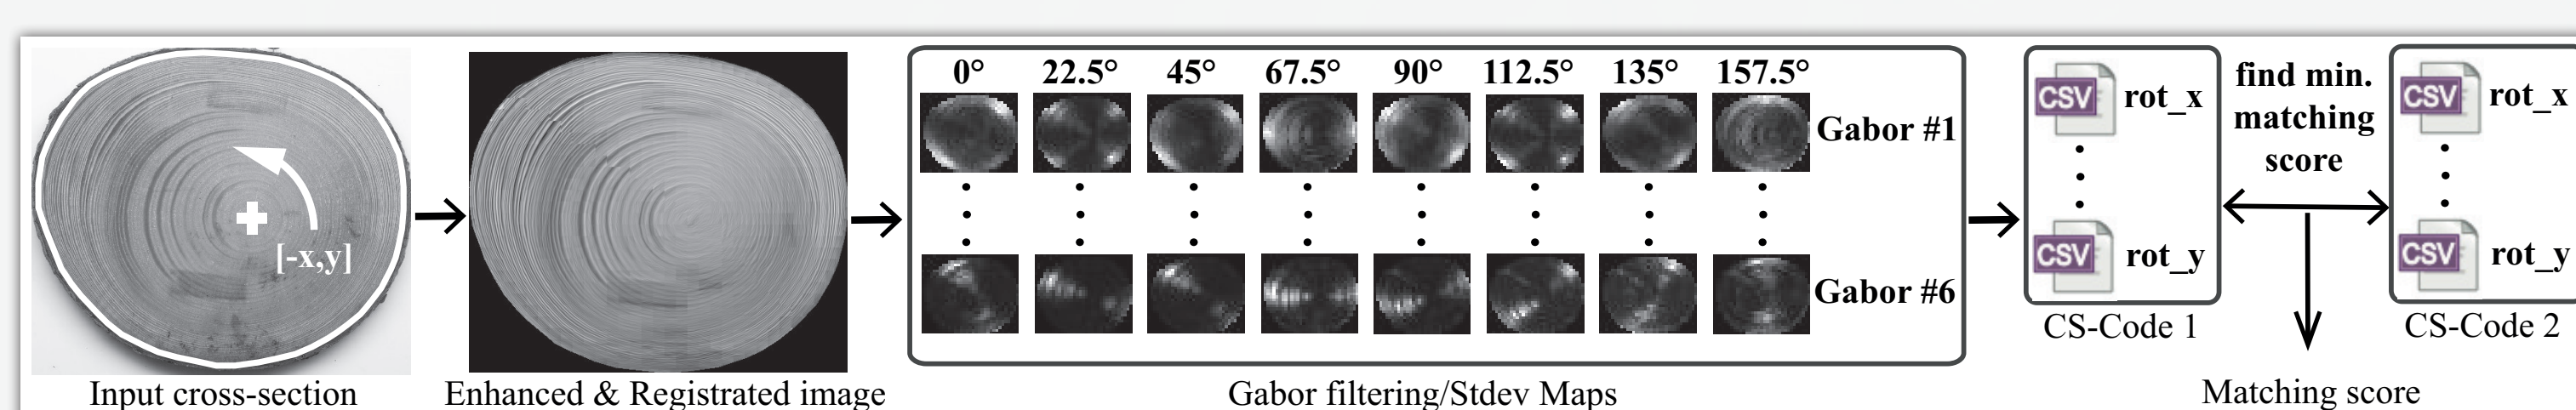 [-x,y]
Input cross-section
Enhanced & Registrated image
0° 22.5° 45° 67.5° 90° 112.5° 135° 157.5°
Gabor #1
Gabor #6
Gabor filtering/Stdev Maps
CSV rot_x
CSV rot_y
CS-Code 1
find min.
matching
score
Matching score
CSV rot_x
CSV rot_y
CS-Code 2